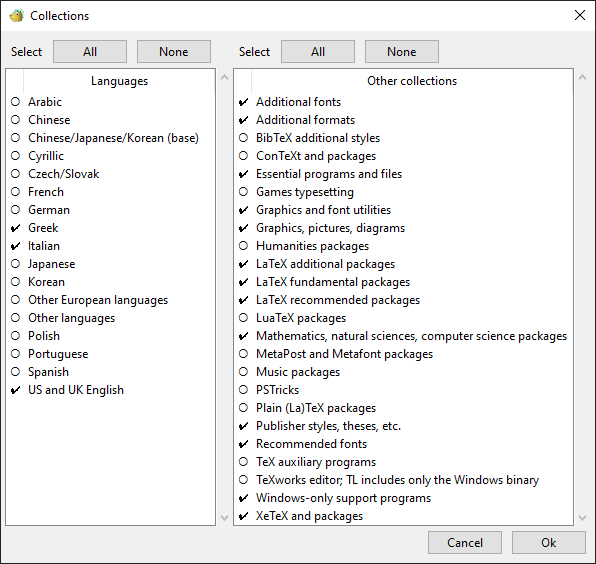 Collections
Select All None
Select All None
Languages
Arabic
Chinese
Chinese/Japanese/Korean (base)
Cyrillic
Czech/Slovak
French
German
Greek
Italian
Japanese
Korean
Other European languages
Other languages
Polish
Portuguese
Spanish
US and UK English
Other collections
Additional fonts
Additional formats
BibTeX additional styles
ConTeXt and packages
Essential programs and files
Games typesetting
Graphics and font utilities
Graphics, pictures, diagrams
Humanities packages
LaTeX additional packages
LaTeX fundamental packages
LaTeX recommended packages
LuaTeX packages
Mathematics, natural sciences, computer science packages
MetaPost and Metafont packages
Music packages
PSTricks
Plain (La)TeX packages
Publisher styles, theses, etc.
Recommended fonts
TeX auxiliary programs
TeXworks editor; TL includes only the Windows binary
Windows-only support programs
XeTeX and packages
Cancel Ok